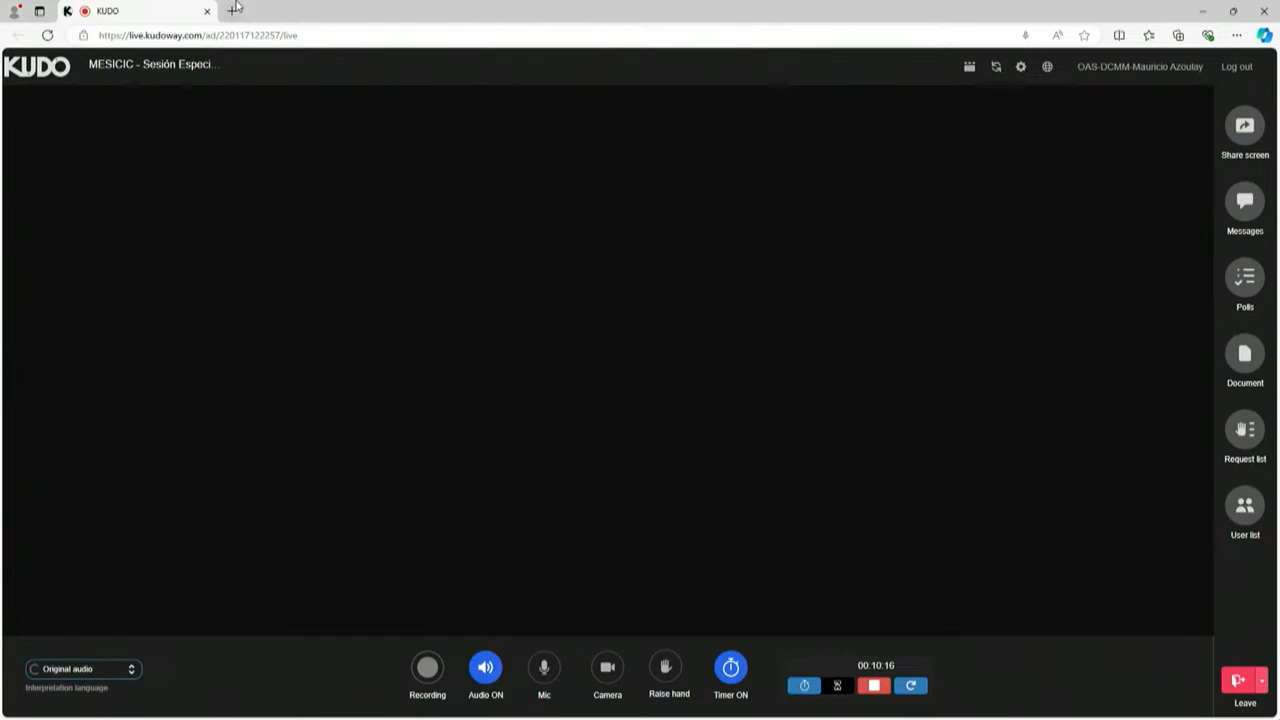 KUDO
https://live.kudoway.com/ad/220117122257/live
KUDO
MESICIC - Sesión Especi...
OAS-DCMM-Mauricio Azoulay
Log out
Share screen
Messages
Polls
Document
Request list
User list
Original audio
Interpretation language
Recording
Audio ON
Mic
Camera
Raise hand
Timer ON
00:10:16
Leave